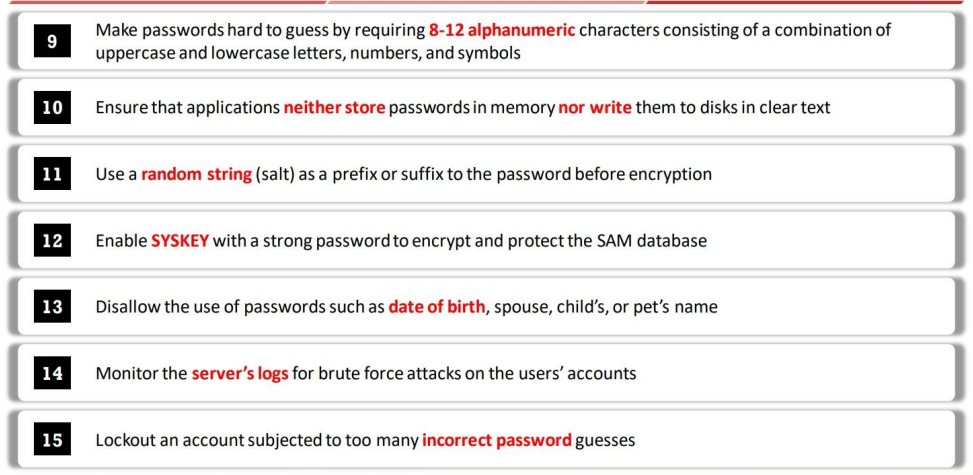 9
Make passwords hard to guess by requiring 8-12 alphanumeric characters consisting of a combination of
uppercase and lowercase letters, numbers, and symbols
10
Ensure that applications neither store passwords in memory nor write them to disks in clear text
11
Use a random string (salt) as a prefix or suffix to the password before encryption
12
Enable SYSKEY with a strong password to encrypt and protect the SAM database
13
Disallow the use of passwords such as date of birth, spouse, child’s, or pet’s name
14
Monitor the server’s logs for brute force attacks on the users’ accounts
15
Lockout an account subjected to too many incorrect password guesses